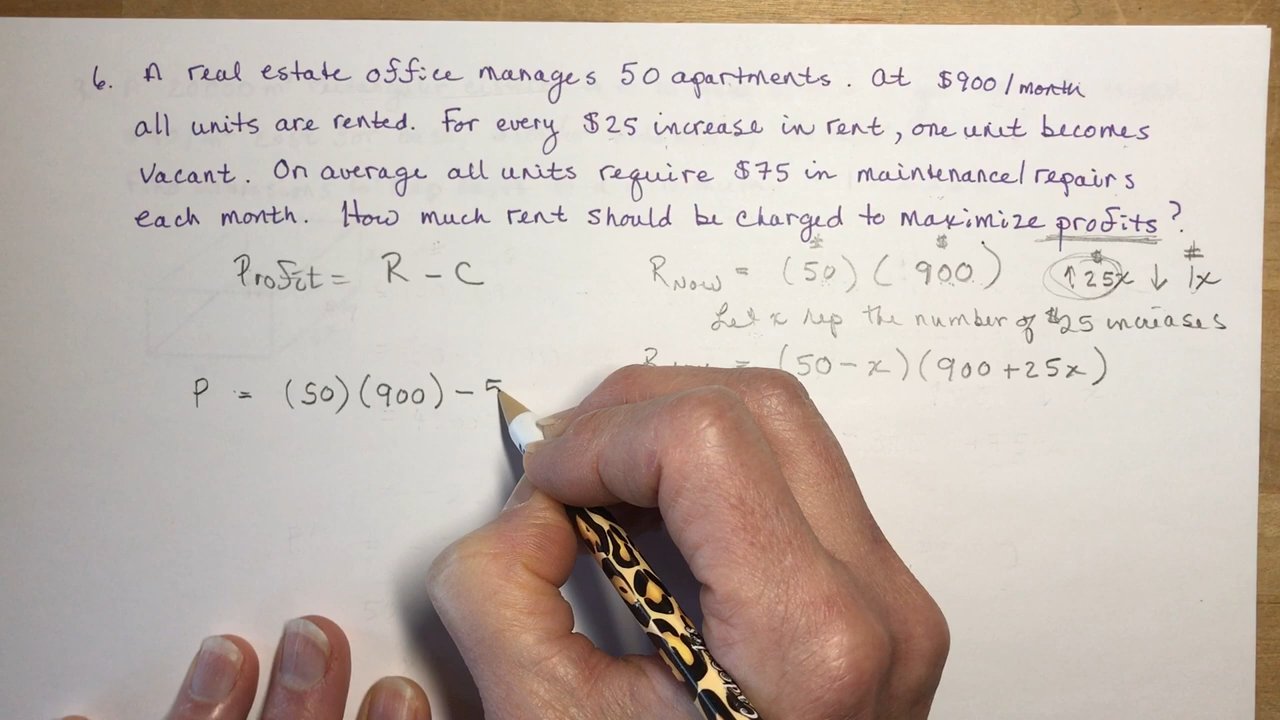 6. A real estate office manages 50 apartments. At $900/month
all units are rented. For every $25 increase in rent, one unit becomes
vacant. On average all units require $75 in maintenance/repairs
each month. How much rent should be charged to maximize profits?
Profit = R - C
R NOW = (50)(900) ↑25x ↓ 1x
# $ $ #
Let x rep the number of $25 increases
= (50-x)(900+25x)
P = (50)(900) - 5